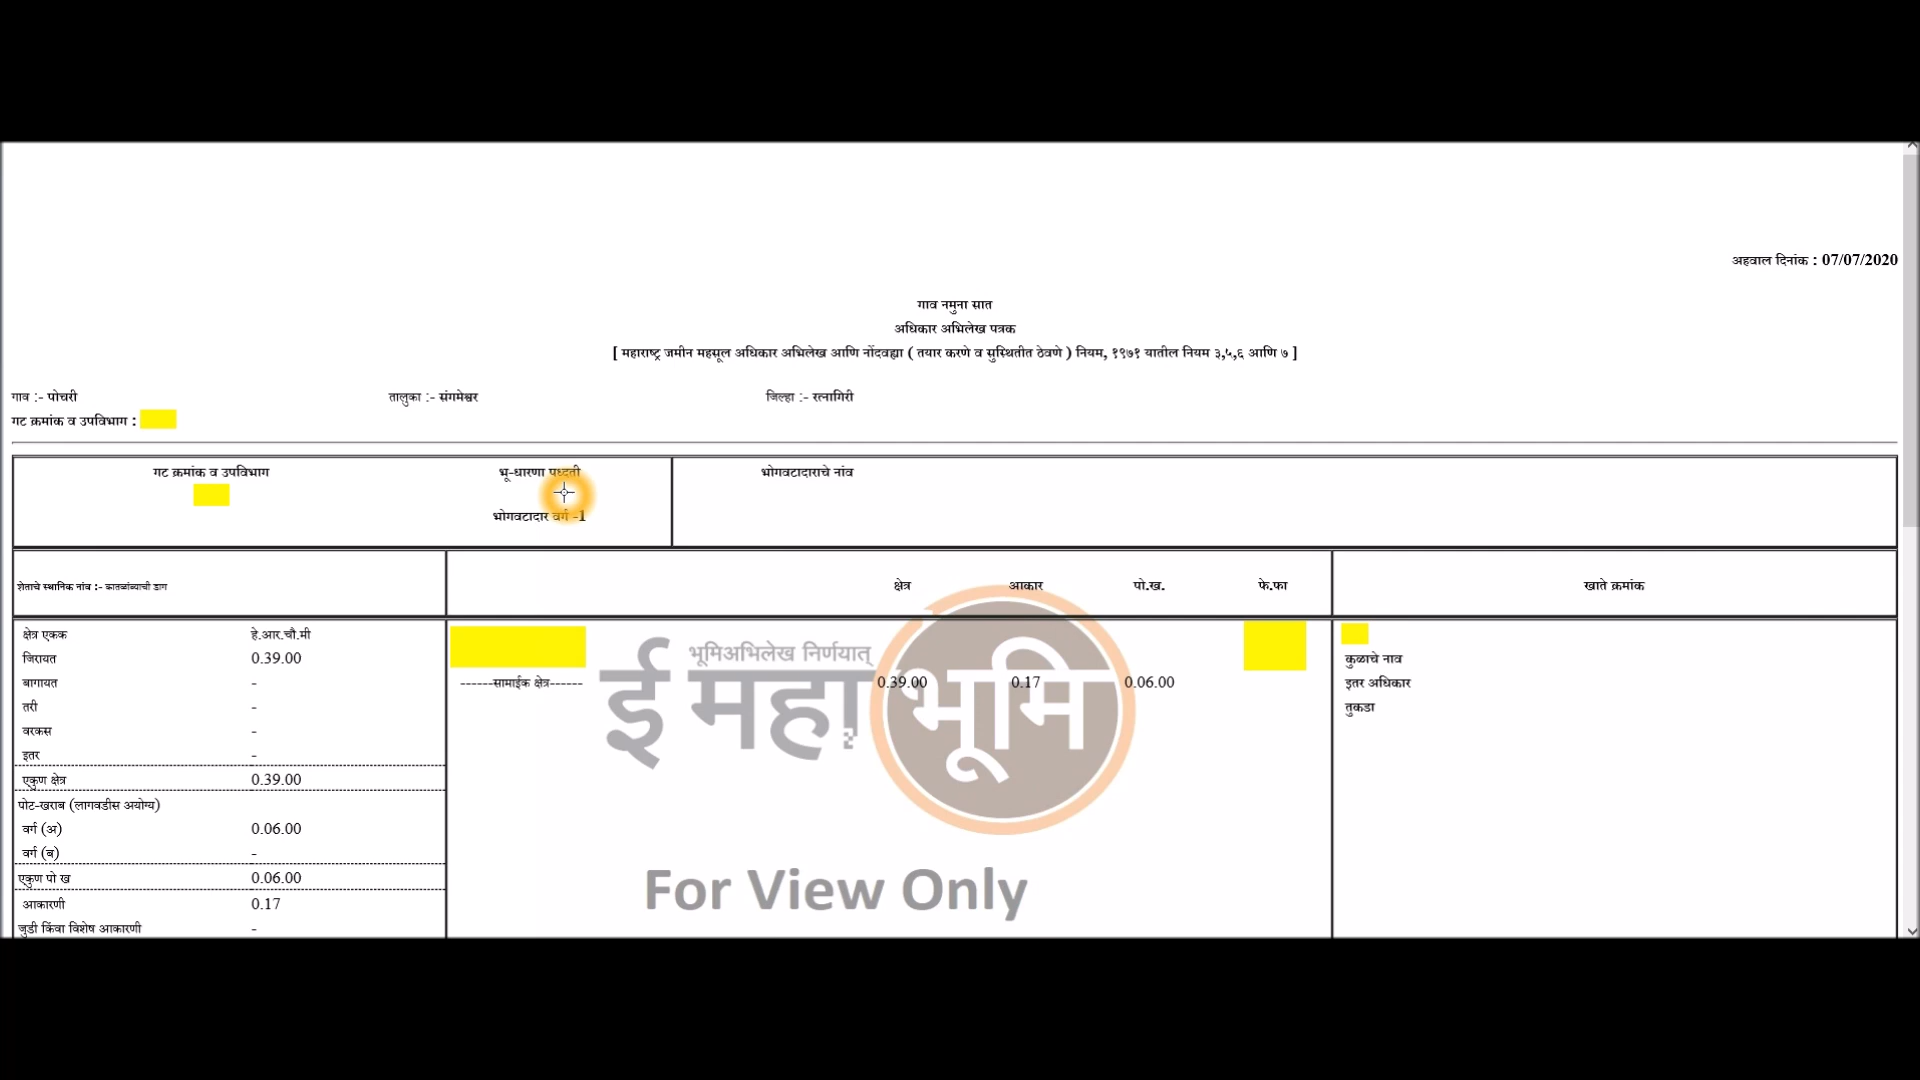 अहवाल दिनांक : 07/07/2020
गाव नमुना सात
अधिकार अभिलेख पत्रक
[ महाराष्ट्र जमीन महसूल अधिकार अभिलेख आणि नोंदवह्या ( तयार करणे व सुस्थितीत ठेवणे ) नियम, १९७१ यातील नियम ३,५,६ आणि ७ ]
गाव :- पोचरी तालुका :- संगमेश्वर जिल्हा :- रत्नागिरी
गट क्रमांक व उपविभाग :
गट क्रमांक व उपविभाग भू-धारणा पध्दती भोगवटादाराचे नांव
भोगवटादार वर्ग -1
शेताचे स्थानिक नांव :- कातळांब्याची डाग क्षेत्र आकार पो.ख. फे.फा खाते क्रमांक
क्षेत्र एकक हे.आर.चौ.मी
भूमिअभिलेख निर्णयात्
जिरायत 0.39.00 कुळाचे नाव
बागायत - ------सामाईक क्षेत्र------ 0.39.00 0.17 0.06.00 इतर अधिकार
तरी - तुकडा
ई महाभूमि
वरकस -
इतर -
एकुण क्षेत्र 0.39.00
पोट-खराब (लागवडीस अयोग्य)
वर्ग (अ) 0.06.00
वर्ग (ब) -
एकुण पो ख 0.06.00
For View Only
आकारणी 0.17
जुडी किंवा विशेष आकारणी -